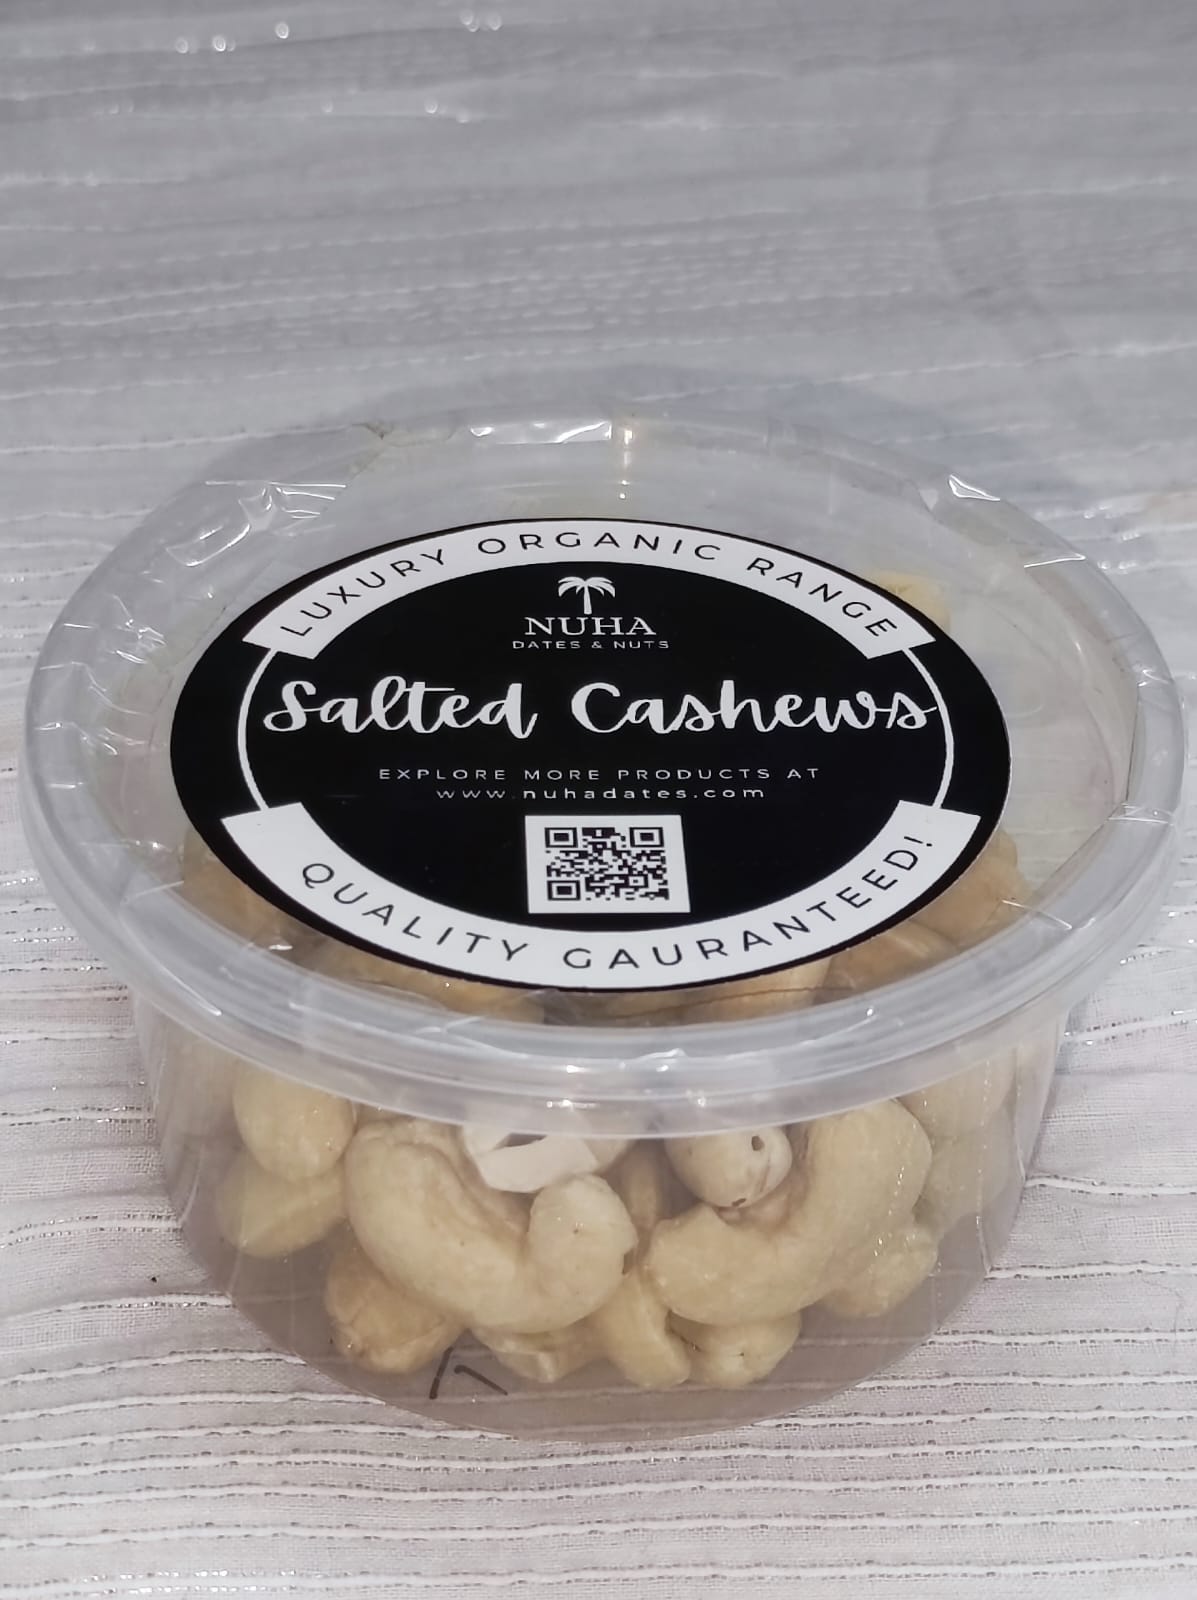 LUXURY ORGANIC RANGE
NUHA
DATES & NUTS
Salted Cashews
EXPLORE MORE PRODUCTS AT
www.nuhadates.com
QUALITY GAURANTEED!